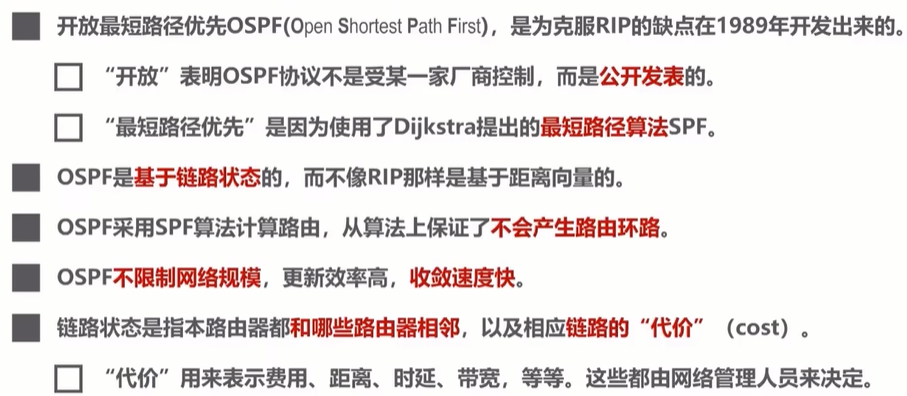 开放最短路径优先OSPF(Open Shortest Path First)，是为克服RIP的缺点在1989年开发出来的。
“开放”表明OSPF协议不是受某一家厂商控制，而是公开发表的。
“最短路径优先”是因为使用了Dijkstra提出的最短路径算法SPF。
OSPF是基于链路状态的，而不像RIP那样是基于距离向量的。
OSPF采用SPF算法计算路由，从算法上保证了不会产生路由环路。
OSPF不限制网络规模，更新效率高，收敛速度快。
链路状态是指本路由器都和哪些路由器相邻，以及相应链路的“代价”（cost）。
“代价”用来表示费用、距离、时延、带宽，等等。这些都由网络管理人员来决定。